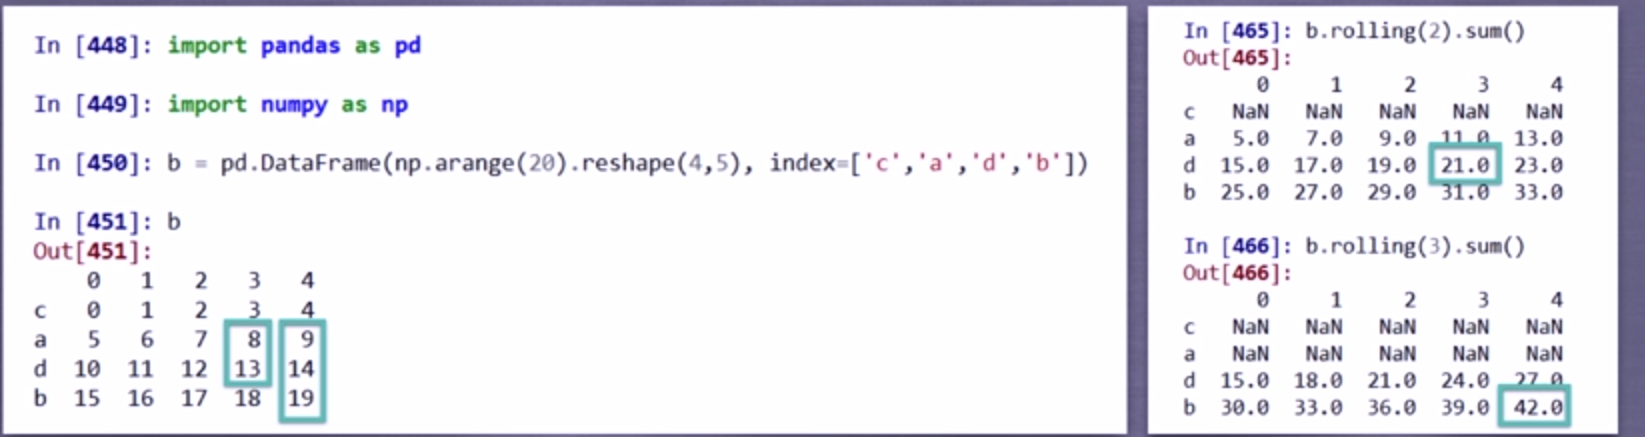 In [448]: import pandas as pd
In [449]: import numpy as np
In [450]: b = pd.DataFrame(np.arange(20).reshape(4,5), index=['c','a','d','b'])
In [451]: b
Out[451]:
0 1 2 3 4
c 0 1 2 3 4
a 5 6 7 8 9
d 10 11 12 13 14
b 15 16 17 18 19
In [465]: b.rolling(2).sum()
Out[465]:
0 1 2 3 4
c NaN NaN NaN NaN NaN
a 5.0 7.0 9.0 11.0 13.0
d 15.0 17.0 19.0 21.0 23.0
b 25.0 27.0 29.0 31.0 33.0
In [466]: b.rolling(3).sum()
Out[466]:
0 1 2 3 4
c NaN NaN NaN NaN NaN
a NaN NaN NaN NaN NaN
d 15.0 18.0 21.0 24.0 27.0
b 30.0 33.0 36.0 39.0 42.0